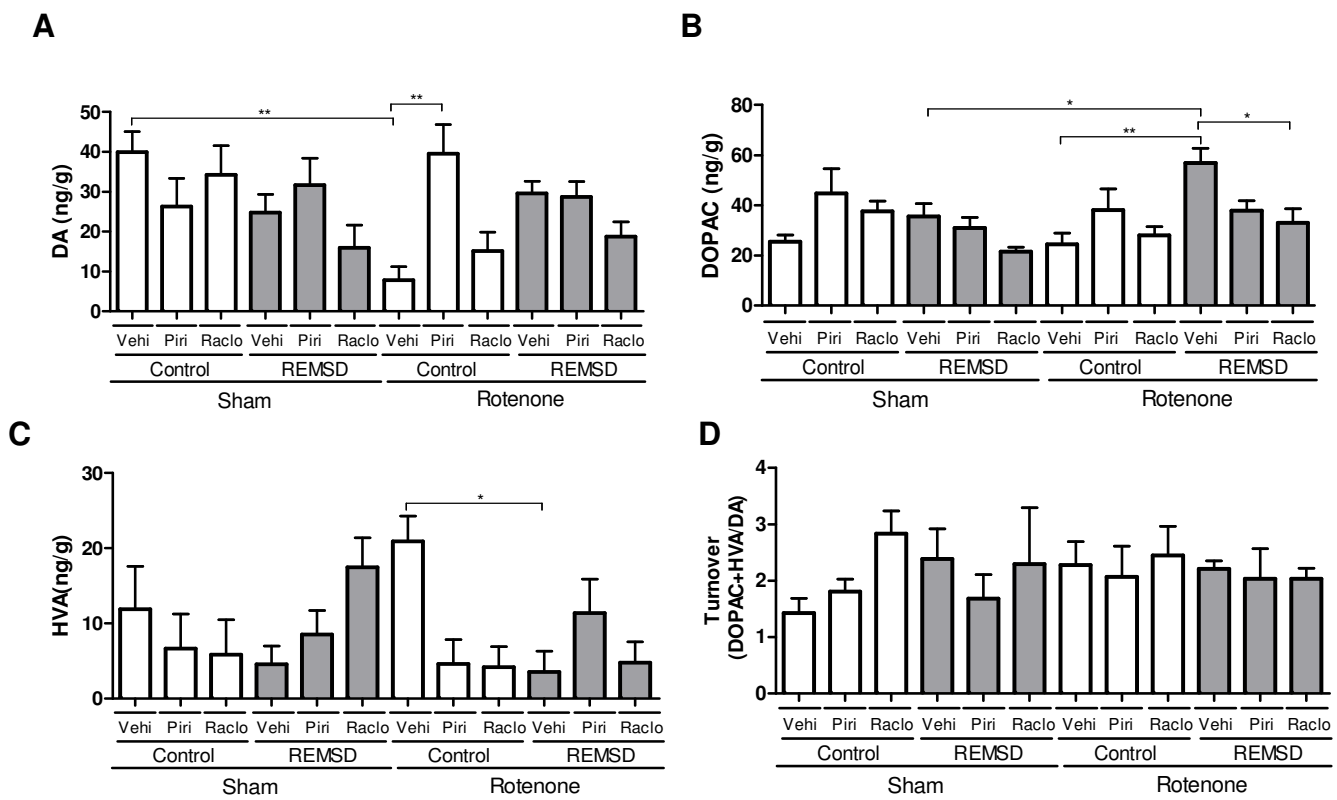 A
DA (ng/g)
50
40
30
20
10
0
**
**
Vehi Piri Raclo Vehi Piri Raclo Vehi Piri Raclo Vehi Piri Raclo
Control REMSD Control REMSD
Sham Rotenone
B
DOPAC (ng/g)
80
60
40
20
0
*
**
*
Vehi Piri Raclo Vehi Piri Raclo Vehi Piri Raclo Vehi Piri Raclo
Control REMSD Control REMSD
Sham Rotenone
C
HVA(ng/g)
30
20
10
0
*
Vehi Piri Raclo Vehi Piri Raclo Vehi Piri Raclo Vehi Piri Raclo
Control REMSD Control REMSD
Sham Rotenone
D
Turnover
(DOPAC+HVA/DA)
4
3
2
1
0
Vehi Piri Raclo Vehi Piri Raclo Vehi Piri Raclo Vehi Piri Raclo
Control REMSD Control REMSD
Sham Rotenone